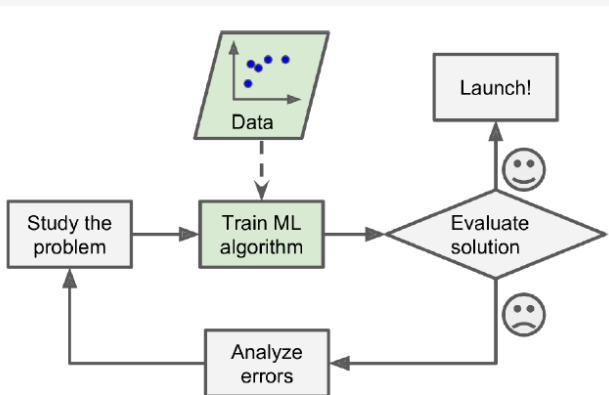 Data
Launch!
Study the
problem
Train ML
algorithm
Evaluate
solution
Analyze
errors